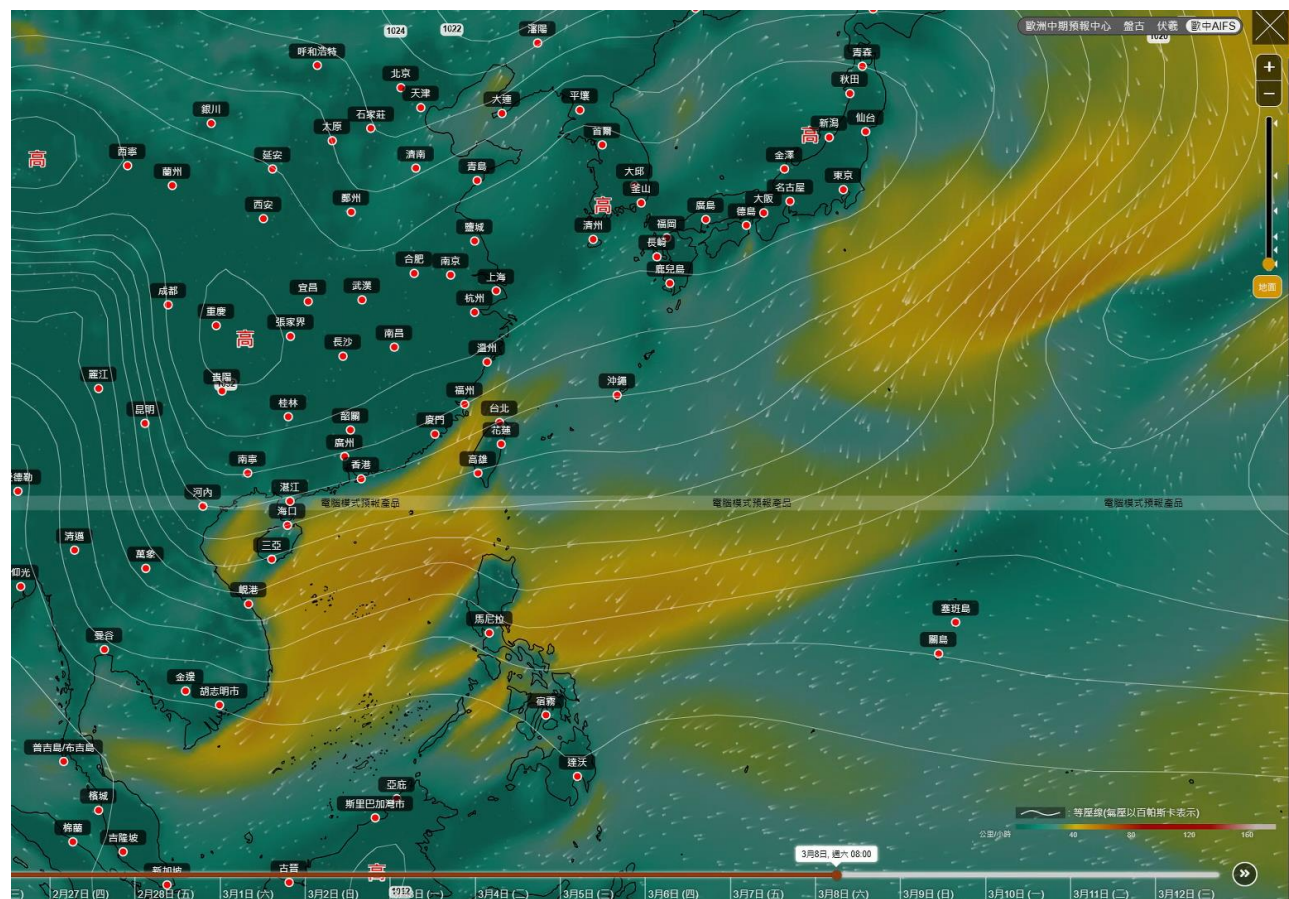 1024
1022
瀋陽
歐洲中期預報中心 盤古 伏羲 歐中AIFS
1020
呼和浩特
青森
北京
秋田
天津
大連
平壤
銀川
石家莊
仙台
太原
首爾
新潟
高
高
西寧
延安
濟南
青島
金澤
蘭州
大邱
東京
釜山
名古屋
鄭州
大阪
西安
高
廣島
德島
濟州
福岡
鹽城
長崎
合肥
南京
鹿兒島
上海
地圖
成都
宜昌
武漢
杭州
重慶
張家界
高
長沙
南昌
溫州
麗江
貴陽
沖繩
福州
昆明
桂林
台北
韶關
廈門
花蓮
廣州
南寧
香港
高雄
德勒
河內
湛江
電腦模式預報產品
電腦模式預報產品
電腦模式預報產品
海口
清邁
三亞
萬象
仰光
峴港
塞班島
馬尼拉
曼谷
關島
金邊
胡志明市
宿霧
普吉島/布吉島
達沃
亞庇
檳城
斯里巴加灣市
等壓線(氣壓以百帕斯卡表示)
棉蘭
吉隆坡
公里/小時
40
80
120
160
3月8日, 週六 08:00
新加坡
古晉
高
1012
2月27日 (四)
2月28日 (五)
3月1日 (六)
3月2日 (日)
(一)
3月4日 (二)
3月5日 (三)
3月6日 (四)
3月7日 (五)
3月8日 (六)
3月9日 (日)
3月10日 (一)
3月11日 (二)
3月12日 (三)